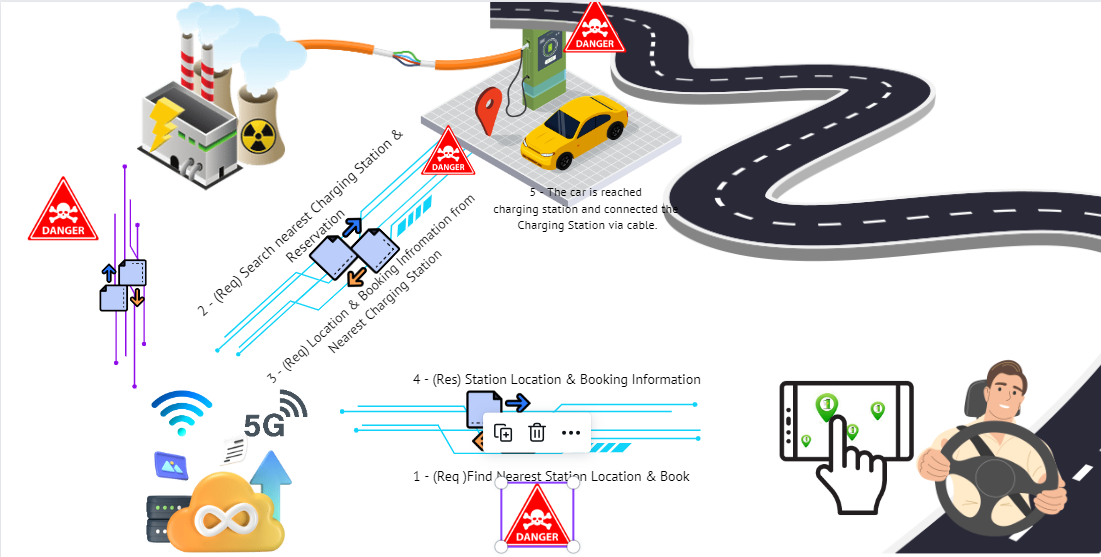 DANGER
2 - (Req) Search nearest Charging Station &
Reservation
DANGER
5 - The car is reached
charging station and connected the
Charging Station via cable.
DANGER
3 - (Req) Location & Booking Infromation from
Nearest Charging Station
5G
4 - (Res) Station Location & Booking Information
1 - (Req )Find Nearest Station Location & Book
DANGER